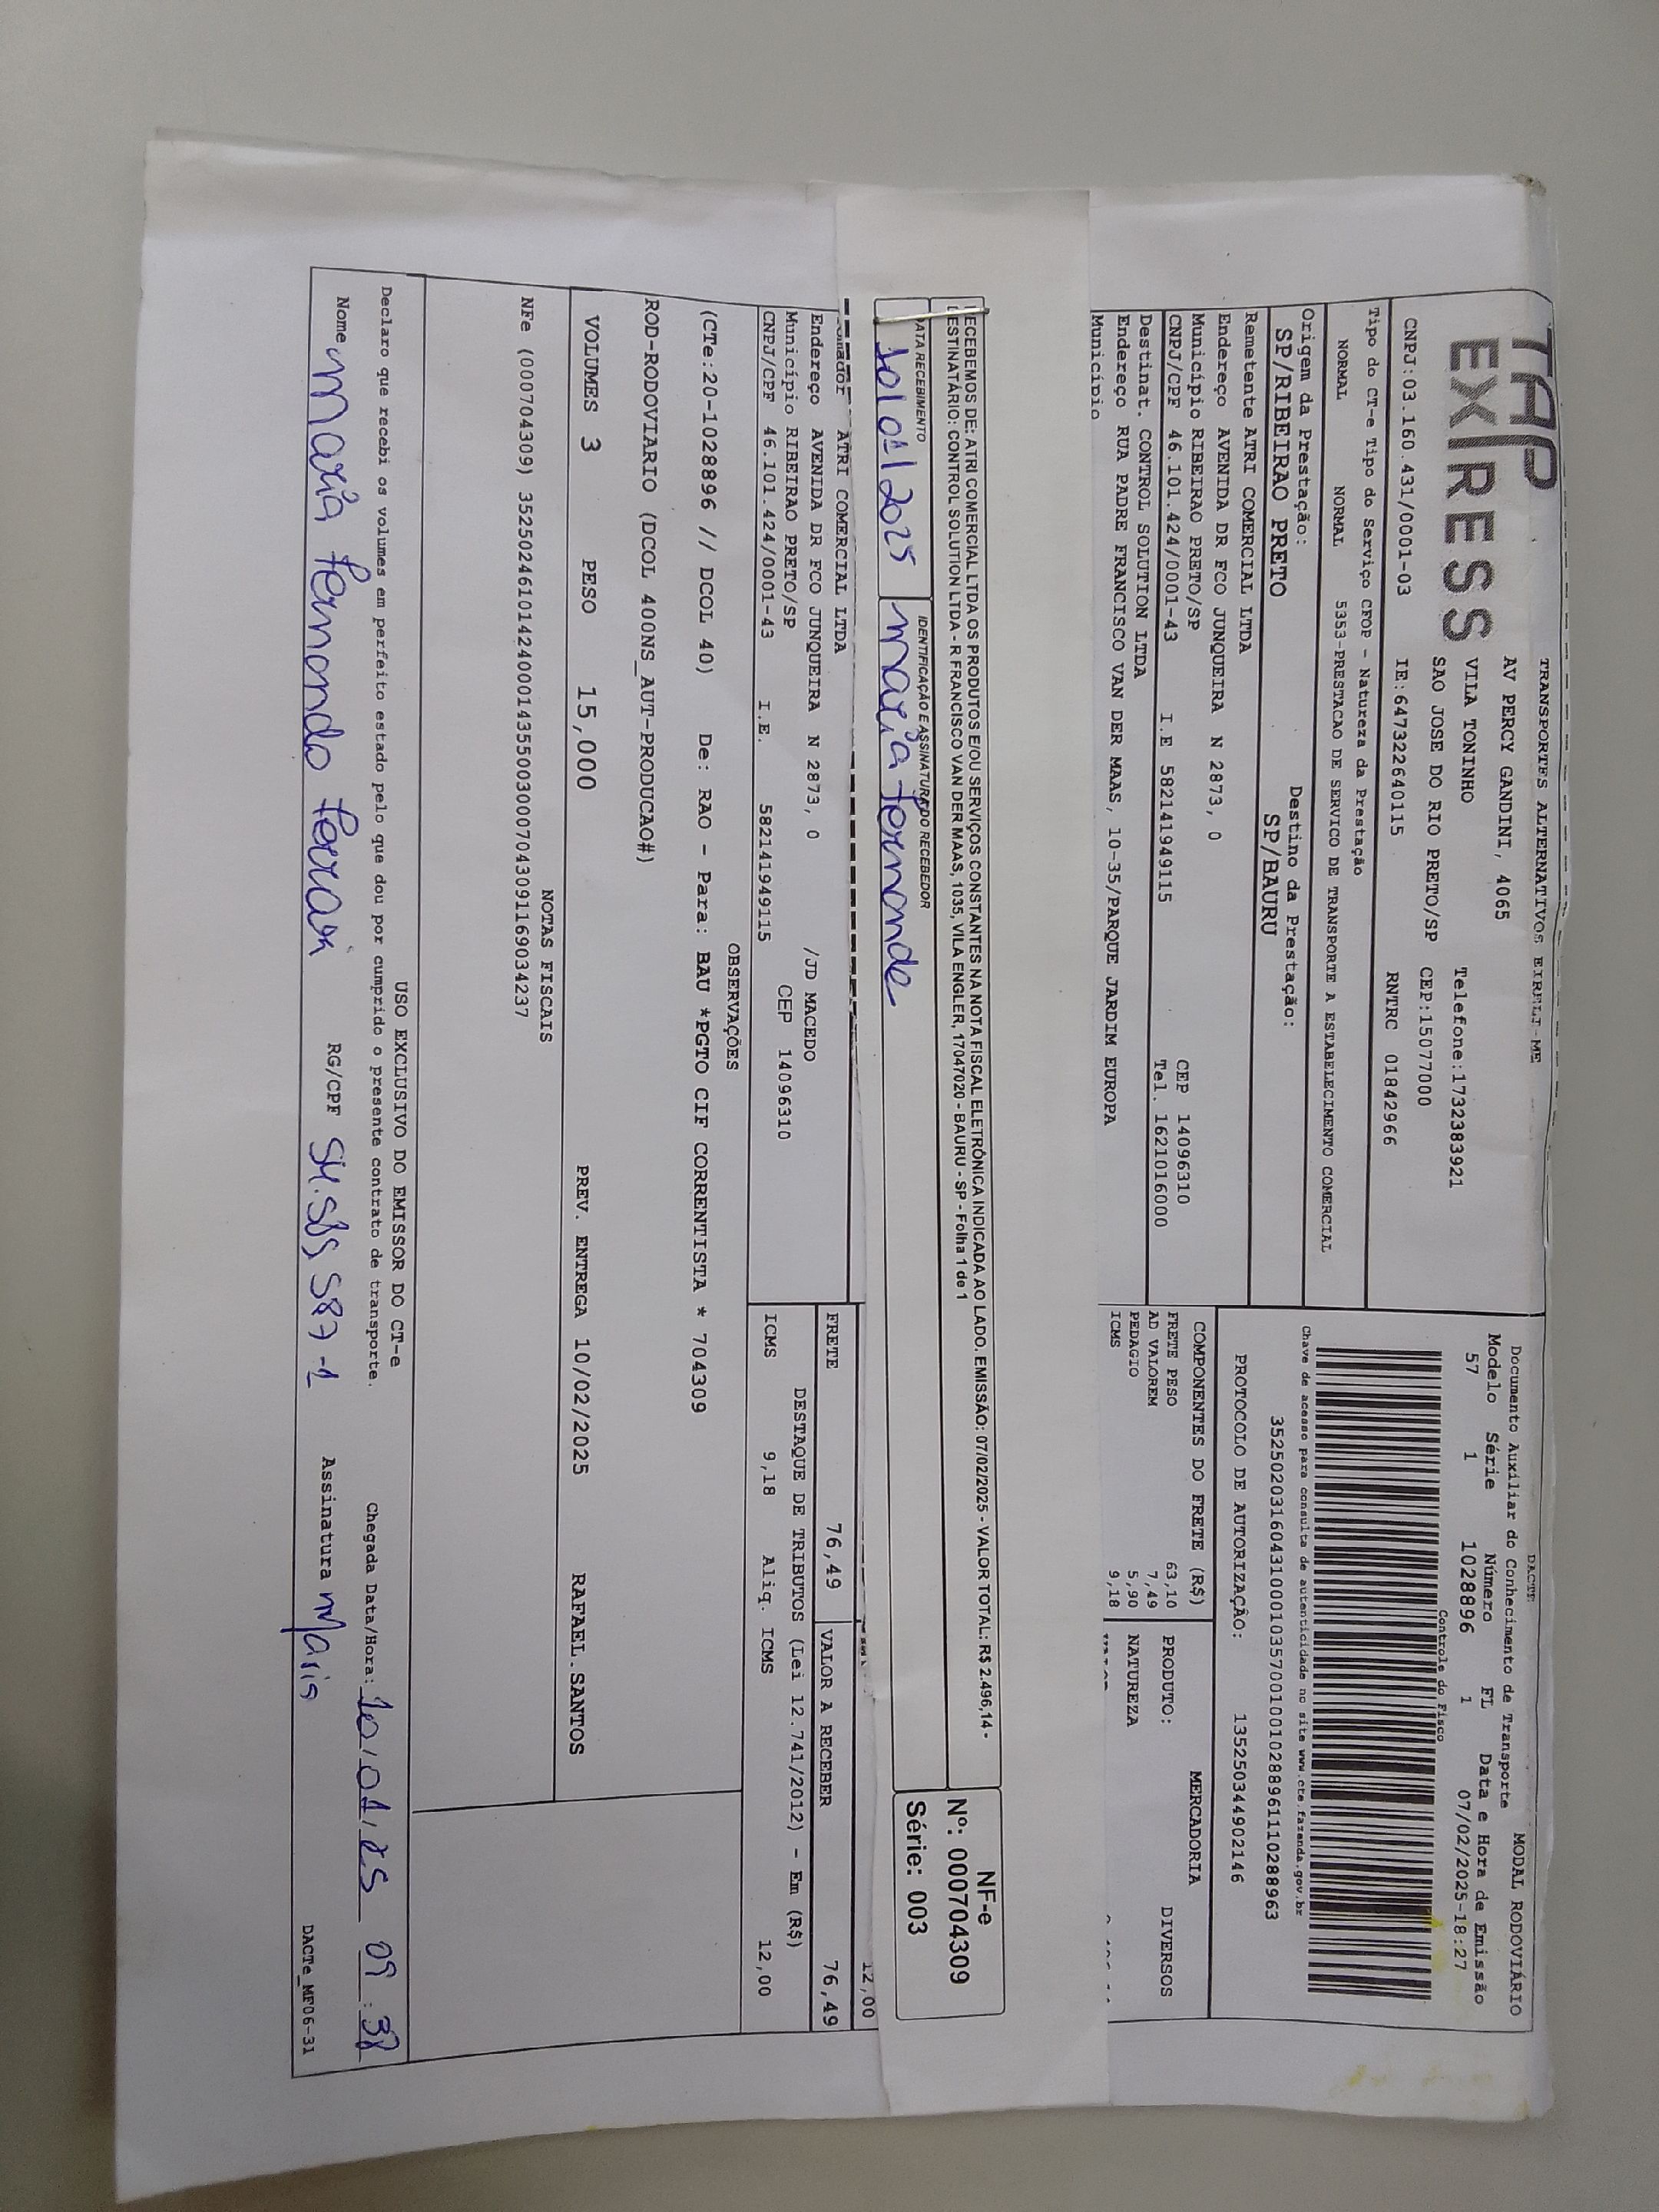 TAP
EXPRESS
TRANSPORTES ALTERNATIVOS EIRELI-ME
AV PERCY GANDINI, 4065
VILA TONINHO
Telefone:1732383921
SAO JOSE DO RIO PRETO/SP CEP:15077000
CNPJ:03.160.431/0001-03 IE:647322640115 RNTRC 01842966
Tipo do CT-e Tipo do Serviço CFOP - Natureza da Prestação
NORMAL NORMAL 5353-PRESTACAO DE SERVICO DE TRANSPORTE A ESTABELECIMENTO COMERCIAL
Origem da Prestação: Destino da Prestação:
SP/RIBEIRAO PRETO SP/BAURU
Remetente ATRI COMERCIAL LTDA
Endereço AVENIDA DR FCO JUNQUEIRA N 2873, 0
Município RIBEIRAO PRETO/SP CEP 14096310
CNPJ/CPF 46.101.424/0001-43 I.E 582141949115 Tel. 1621016000
Destinat. CONTROL SOLUTION LTDA
Endereço RUA PADRE FRANCISCO VAN DER MAAS, 10-35/PARQUE JARDIM EUROPA
Município
DACTE
Documento Auxiliar do Conhecimento de Transporte
MODAL RODOVIÁRIO
Modelo Série Número FL Data e Hora de Emissão
57 1 1028896 1 07/02/2025-18:27
Controle do Fisco
Chave de acesso para consulta de autenticidade no site www.cte.fazenda.gov.br
35250203160431000103570010010288961110288963
PROTOCOLO DE AUTORIZAÇÃO: 135250344902146
COMPONENTES DO FRETE (R$)
FRETE PESO 63,10
AD VALOREM 7,49
PEDAGIO 5,90
ICMS 9,18
MERCADORIA
PRODUTO: DIVERSOS
NATUREZA
RECEBEMOS DE: ATRI COMERCIAL LTDA OS PRODUTOS E/OU SERVIÇOS CONSTANTES NA NOTA FISCAL ELETRÔNICA INDICADA AO LADO. EMISSÃO: 07/02/2025 - VALOR TOTAL: R$ 2.496,14 -
DESTINATÁRIO: CONTROL SOLUTION LTDA - R FRANCISCO VAN DER MAAS, 1035, VILA ENGLER, 17047020 - BAURU - SP - Folha 1 de 1
DATA RECEBIMENTO IDENTIFICAÇÃO E ASSINATURA DO RECEBEDOR
10/01/2025 Maria Fernanda
NF-e
Nº: 000704309
Série: 003
12,00
ATRI COMERCIAL LTDA
Endereço AVENIDA DR FCO JUNQUEIRA N 2873, 0 /JD MACEDO
Município RIBEIRAO PRETO/SP CEP 14096310
CNPJ/CPF 46.101.424/0001-43 I.E. 582141949115
FRETE 76,49 VALOR A RECEBER 76,49
DESTAQUE DE TRIBUTOS (Lei 12.741/2012) - Em (R$)
ICMS 9,18 Aliq. ICMS 12,00
OBSERVAÇÕES
(CTe:20-1028896 // DCOL 40) De: RAO - Para: BAU *PGTO CIF CORRENTISTA * 704309
ROD-RODOVIARIO (DCOL 400NS_AUT-PRODUCAO#)
VOLUMES 3 PESO 15,000 PREV. ENTREGA 10/02/2025 RAFAEL.SANTOS
NOTAS FISCAIS
NFe (000704309) 35250246101424000143550030007043091169034237
USO EXCLUSIVO DO EMISSOR DO CT-e
Declaro que recebi os volumes em perfeito estado pelo que dou por cumprido o presente contrato de transporte. Chegada Data/Hora: 10/01/25 09:38
Nome Maria Fernanda RG/CPF Assinatura Maria
DACTe_MF06-31